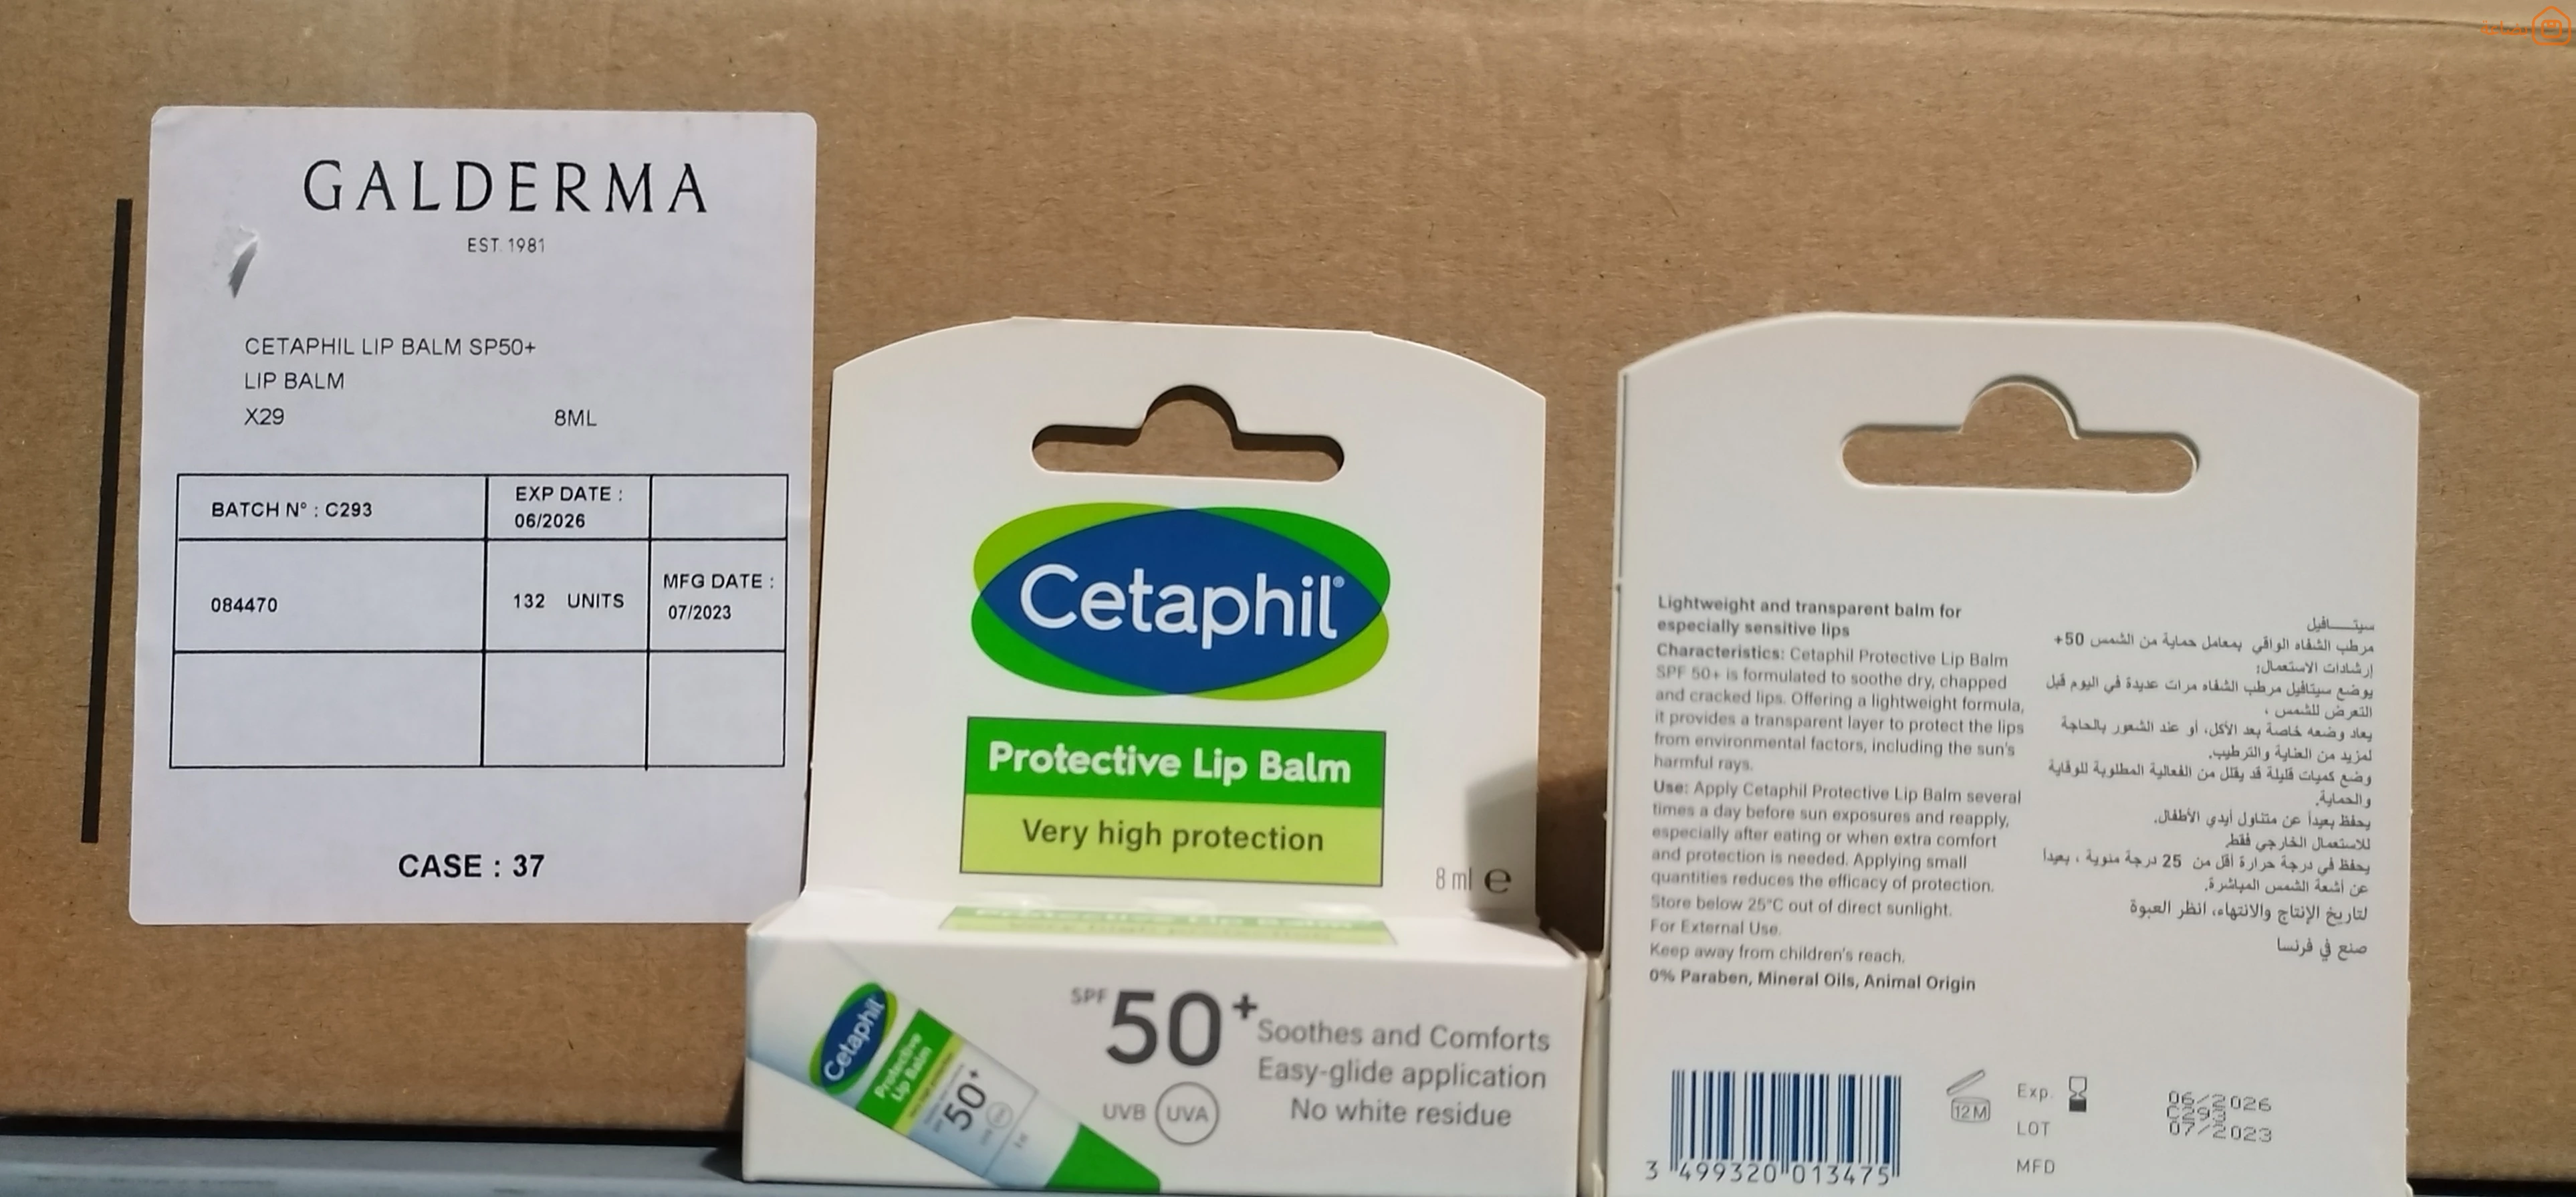 GALDERMA
EST. 1981
CETAPHIL LIP BALM SP50+
LIP BALM
X29 8ML
BATCH N° : C293
EXP DATE :
06/2026
084470
132 UNITS
MFG DATE :
07/2023
CASE : 37
Cetaphil®
Protective Lip Balm
Very high protection
8 ml ℮
SPF 50+
UVB UVA
Soothes and Comforts
Easy-glide application
No white residue
Cetaphil
Protective
Lip Balm
50+
Lightweight and transparent balm for
especially sensitive lips
Characteristics: Cetaphil Protective Lip Balm
SPF 50+ is formulated to soothe dry, chapped
and cracked lips. Offering a lightweight formula,
it provides a transparent layer to protect the lips
from environmental factors, including the sun's
harmful rays.
Use: Apply Cetaphil Protective Lip Balm several
times a day before sun exposures and reapply,
especially after eating or when extra comfort
and protection is needed. Applying small
quantities reduces the efficacy of protection.
Store below 25°C out of direct sunlight.
For External Use.
Keep away from children's reach.
0% Paraben, Mineral Oils, Animal Origin
سيتـــافيل
مرطب الشفاه الواقي بمعامل حماية من الشمس 50+
إرشادات الاستعمال:
يوضع سيتافيل مرطب الشفاه مرات عديدة في اليوم قبل
التعرض للشمس ،
يعاد وضعه خاصة بعد الأكل، أو عند الشعور بالحاجة
لمزيد من العناية والترطيب.
وضع كميات قليلة قد يقلل من الفعالية المطلوبة للوقاية
والحماية.
يحفظ بعيداً عن متناول أيدي الأطفال.
للاستعمال الخارجي فقط
يحفظ في درجة حرارة أقل من 25 درجة مئوية ، بعيداً
عن أشعة الشمس المباشرة.
لتاريخ الإنتاج والانتهاء، انظر العبوة
صنع في فرنسا
3 499320 013475
12 M
Exp.
LOT
MFD
06/2026
C293
07/2023